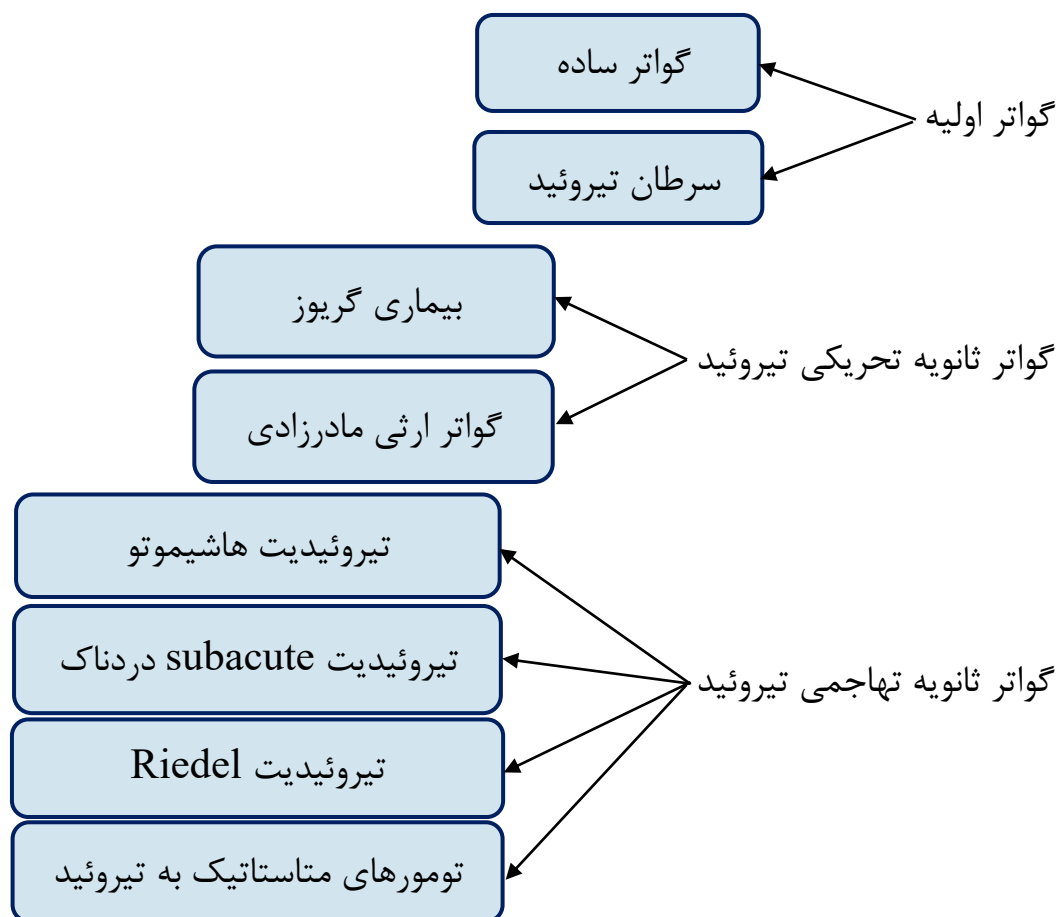 گواتر اولیه
گواتر ساده
سرطان تیروئید
گواتر ثانویه تحریکی تیروئید
بیماری گریوز
گواتر ارثی مادرزادی
گواتر ثانویه تهاجمی تیروئید
تیروئیدیت هاشیموتو
تیروئیدیت subacute دردناک
تیروئیدیت Riedel
تومورهای متاستاتیک به تیروئید